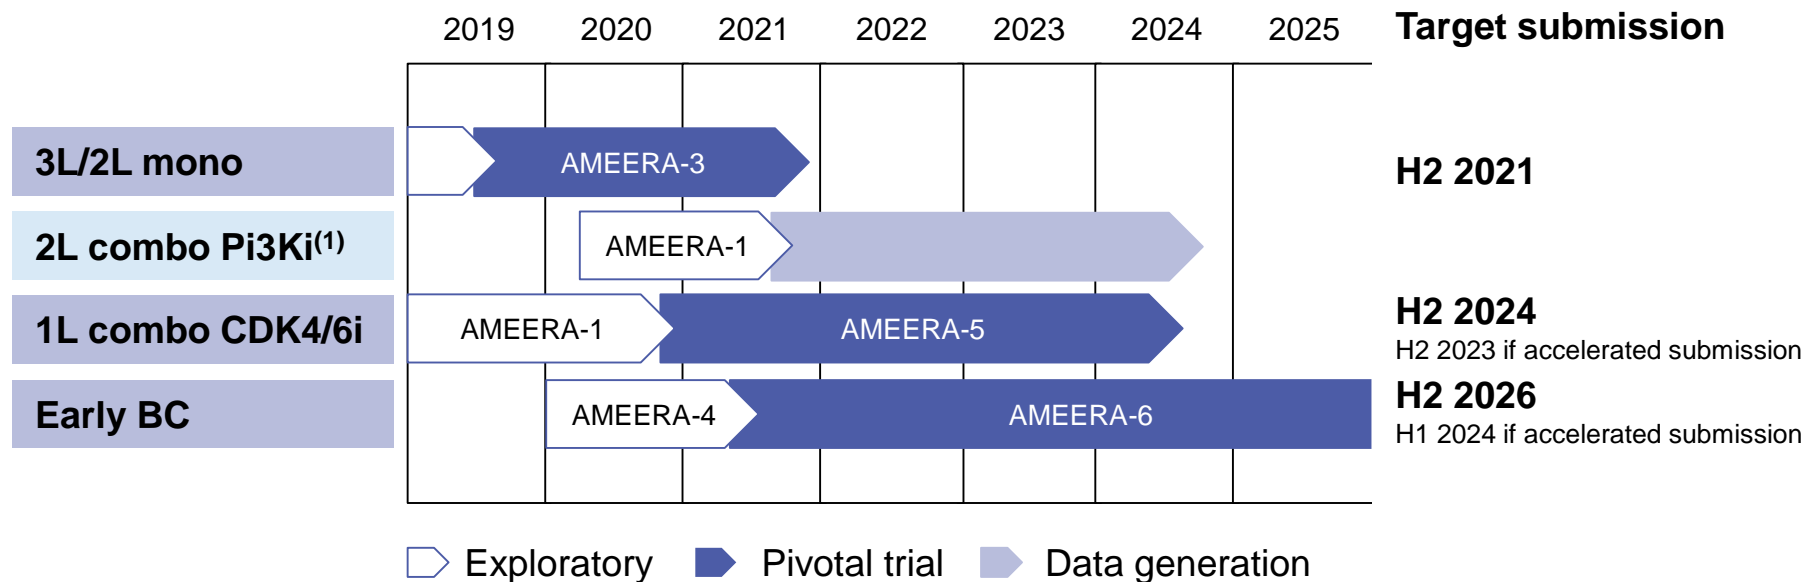 2019 2020 2021 2022 2023 2024 2025 Target submission
3L/2L mono AMEERA-3 H2 2021
2L combo Pi3Ki(1) AMEERA-1
1L combo CDK4/6i AMEERA-1 AMEERA-5 H2 2024
H2 2023 if accelerated submission
Early BC AMEERA-4 AMEERA-6 H2 2026
H1 2024 if accelerated submission
Exploratory Pivotal trial Data generation